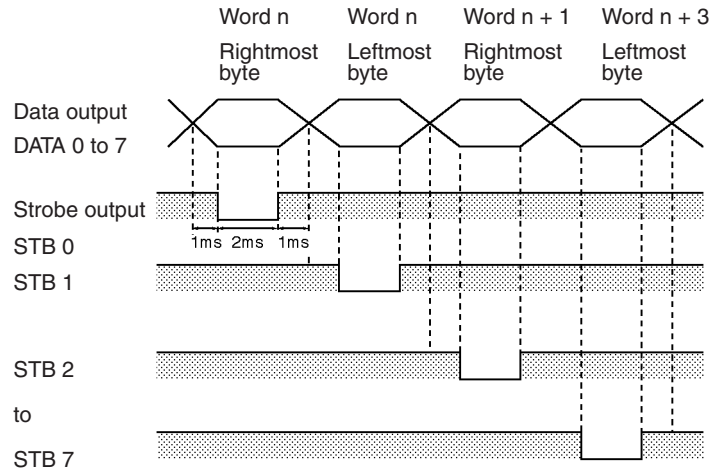 Word n Word n Word n + 1 Word n + 3
Rightmost byte Leftmost byte Rightmost byte Leftmost byte
Data output
DATA 0 to 7
Strobe output
1ms 2ms 1ms
STB 0
STB 1
STB 2
to
STB 7